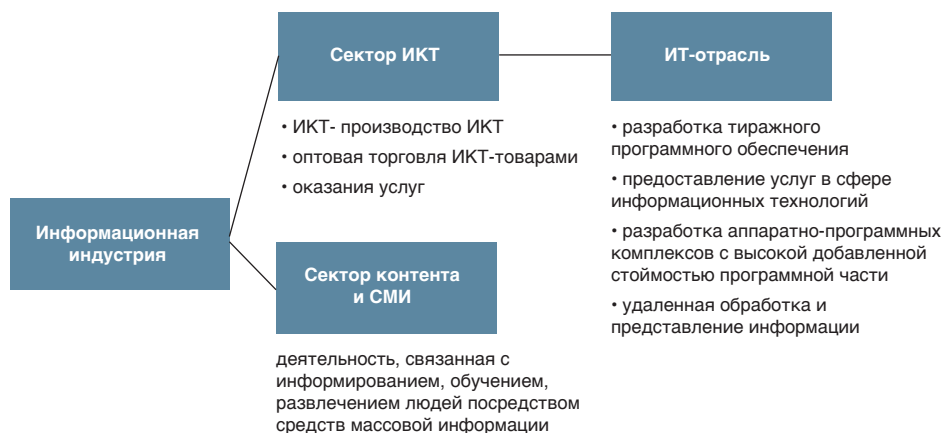 Сектор ИКТ
ИТ-отрасль
• ИКТ- производство ИКТ
• оптовая торговля ИКТ-товарами
• оказания услуг
• разработка тиражного
программного обеспечения
• предоставление услуг в сфере
информационных технологий
• разработка аппаратно-программных
комплексов с высокой добавленной
стоймостью программной части
• удаленная обработка и
представление информации
Информационная
индустрия
Сектор контента
и СМИ
деятельность, связанная с
информированием, обучением,
развлечением людей посредством
средств массовой информации